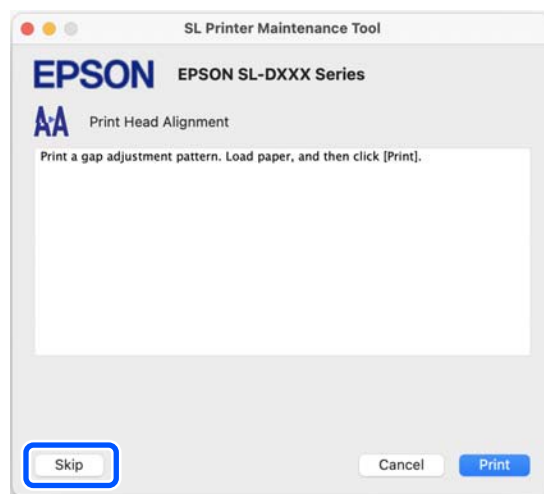 SL Printer Maintenance Tool
EPSON EPSON SL-DXXX Series
Print Head Alignment
Print a gap adjustment pattern. Load paper, and then click [Print].
Skip Cancel Print